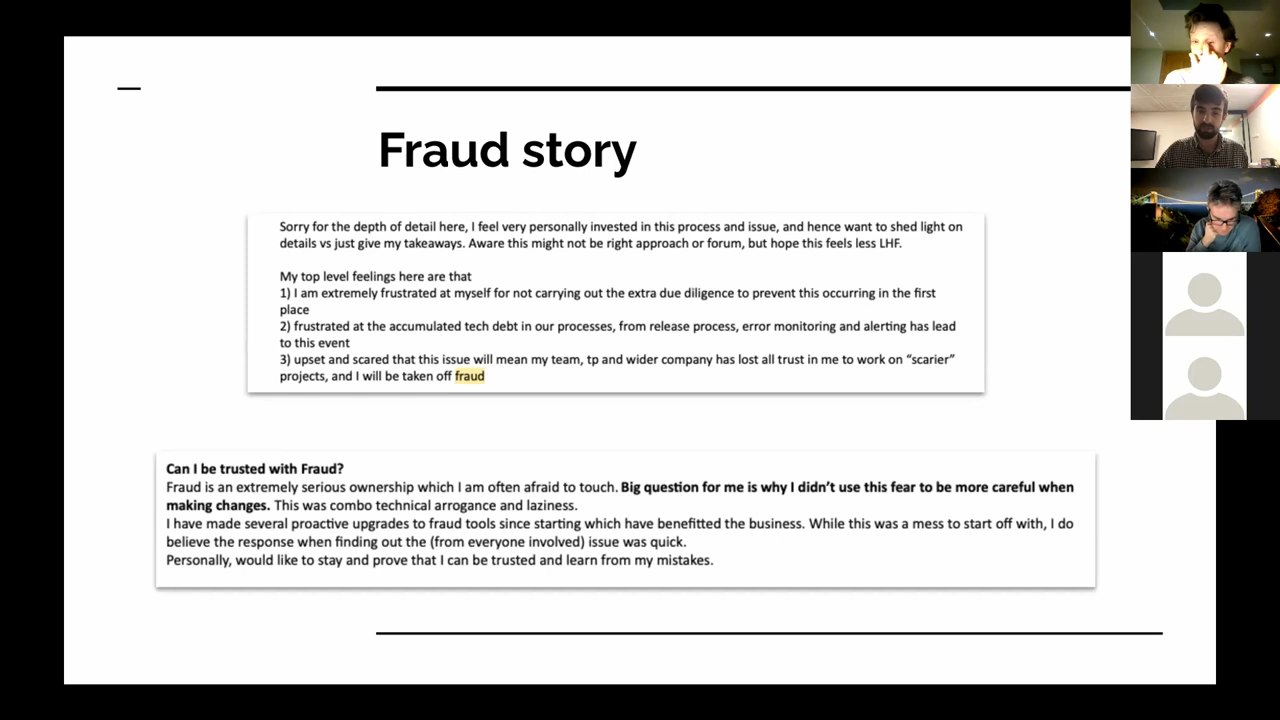 Fraud story
Sorry for the depth of detail here, I feel very personally invested in this process and issue, and hence want to shed light on
details vs just give my takeaways. Aware this might not be right approach or forum, but hope this feels less LHF.
My top level feelings here are that
1) I am extremely frustrated at myself for not carrying out the extra due diligence to prevent this occurring in the first
place
2) frustrated at the accumulated tech debt in our processes, from release process, error monitoring and alerting has lead
to this event
3) upset and scared that this issue will mean my team, tp and wider company has lost all trust in me to work on “scarier”
projects, and I will be taken off fraud
Can I be trusted with Fraud?
Fraud is an extremely serious ownership which I am often afraid to touch. Big question for me is why I didn’t use this fear to be more careful when
making changes. This was combo technical arrogance and laziness.
I have made several proactive upgrades to fraud tools since starting which have benefitted the business. While this was a mess to start off with, I do
believe the response when finding out the (from everyone involved) issue was quick.
Personally, would like to stay and prove that I can be trusted and learn from my mistakes.